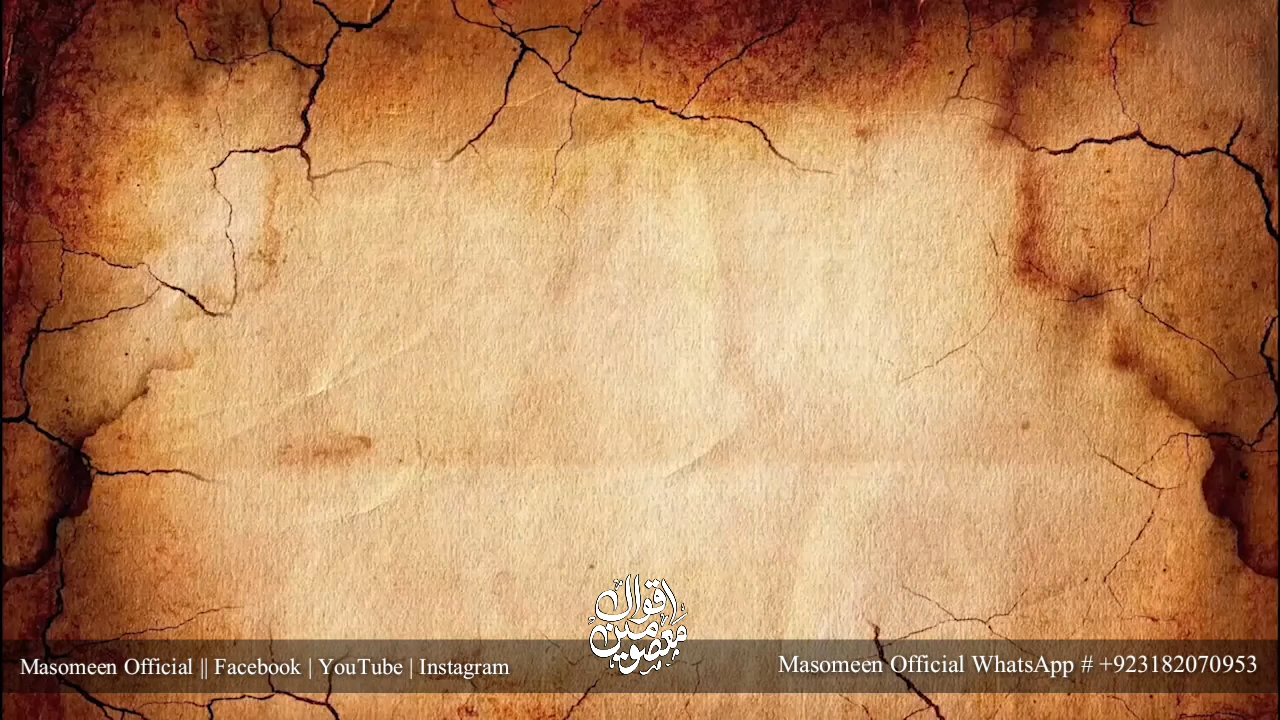 اقوال
معصومین
Masomeen Official || Facebook | YouTube | Instagram
Masomeen Official WhatsApp # +923182070953